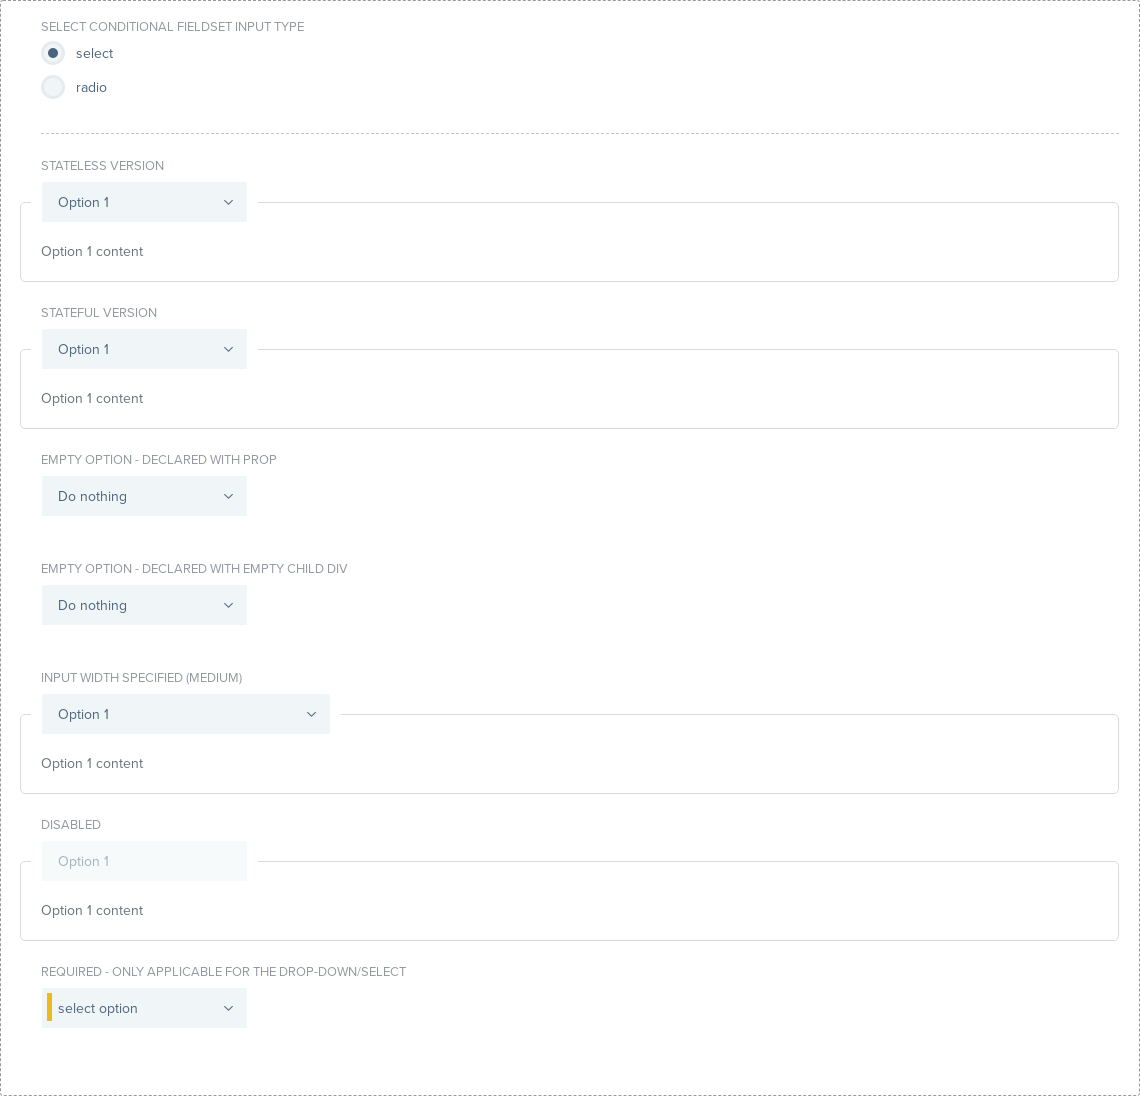 SELECT CONDITIONAL FIELDSET INPUT TYPE
select
radio
STATELESS VERSION
Option 1
Option 1 content
STATEFUL VERSION
Option 1
Option 1 content
EMPTY OPTION - DECLARED WITH PROP
Do nothing
EMPTY OPTION - DECLARED WITH EMPTY CHILD DIV
Do nothing
INPUT WIDTH SPECIFIED (MEDIUM)
Option 1
Option 1 content
DISABLED
Option 1
Option 1 content
REQUIRED - ONLY APPLICABLE FOR THE DROP-DOWN/SELECT
select option